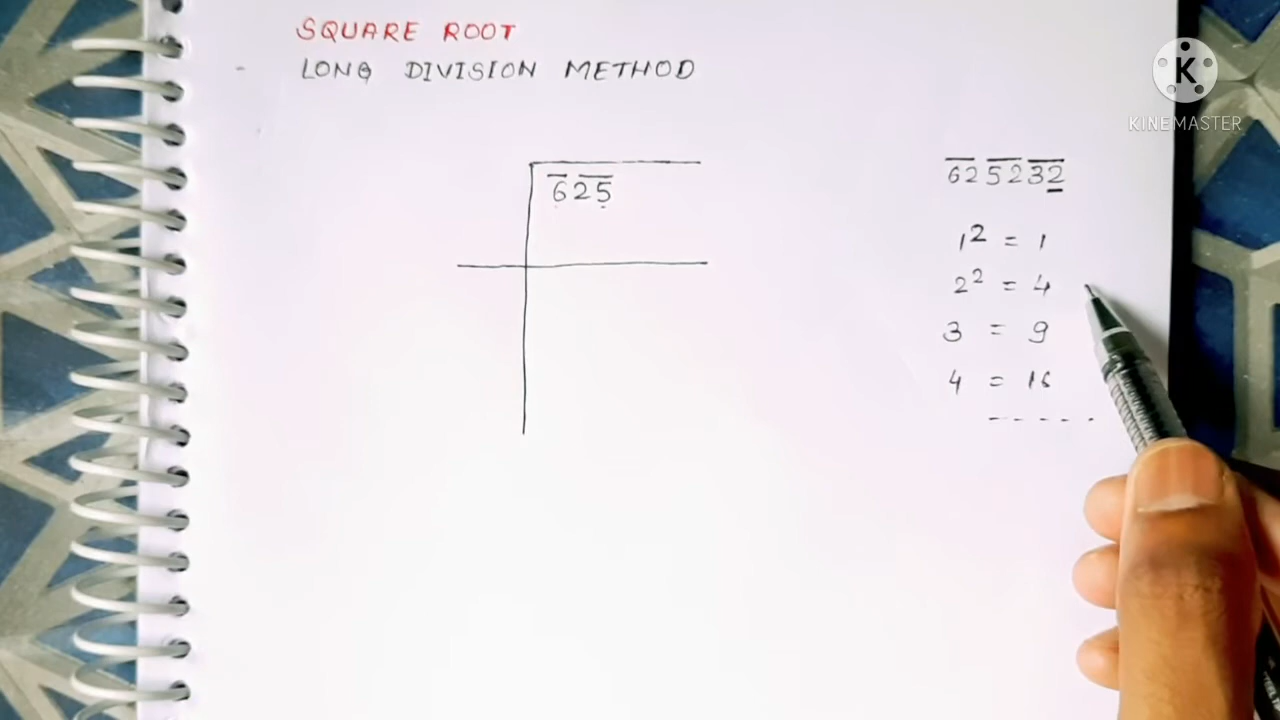 SQUARE ROOT
LONG DIVISION METHOD
K
KINEMASTER
625
625232
1² = 1
2² = 4
3 = 9
4 = 16
-----